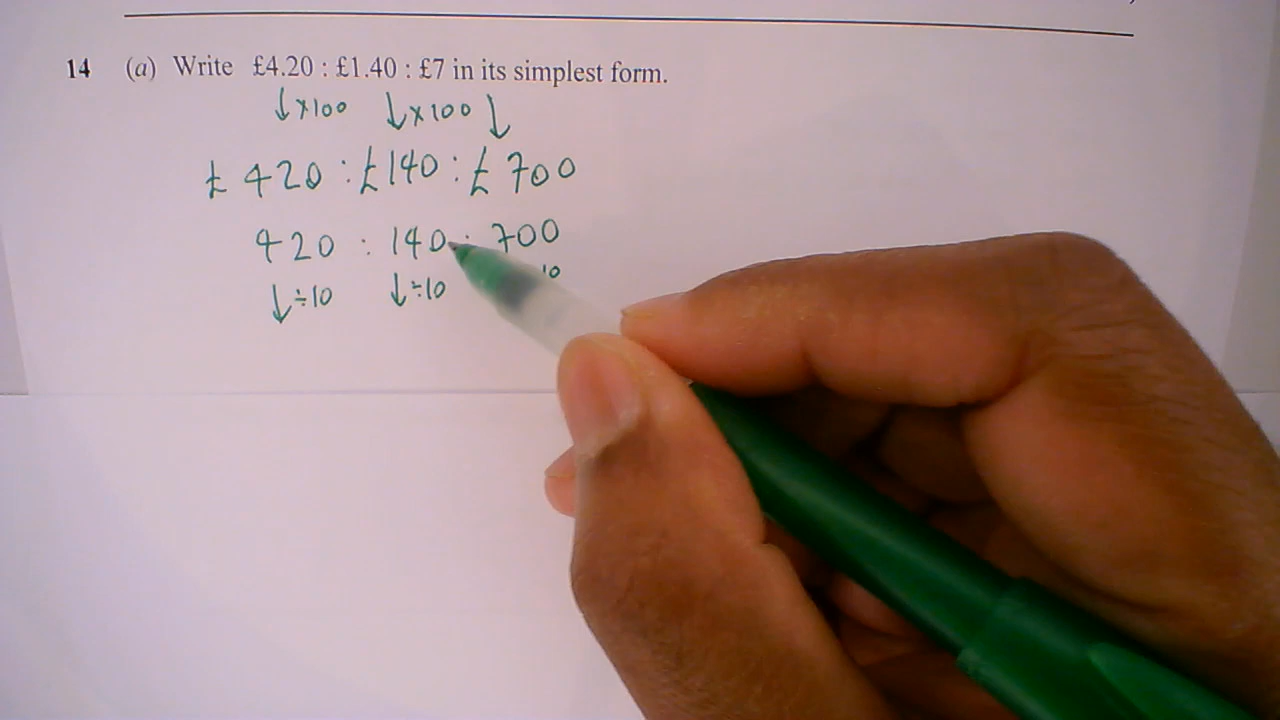 14 (a) Write £4.20 : £1.40 : £7 in its simplest form.
↓×100 ↓×100 ↓
£ 420 : £140 : £ 700
420 : 140 : 700
↓÷10 ↓÷10 10